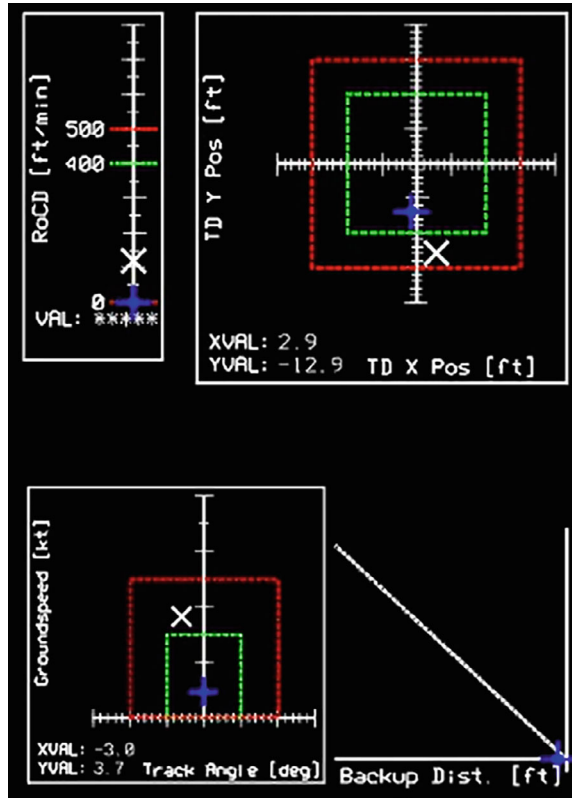 RoCD [ft/min]
500
400
0
VAL: *****
TD Y Pos [ft]
XVAL: 2.9
YVAL: -12.9
TD X Pos [ft]
Groundspeed [kt]
XVAL: -3.0
YVAL: 3.7
Track Angle [deg]
Backup Dist. [ft]